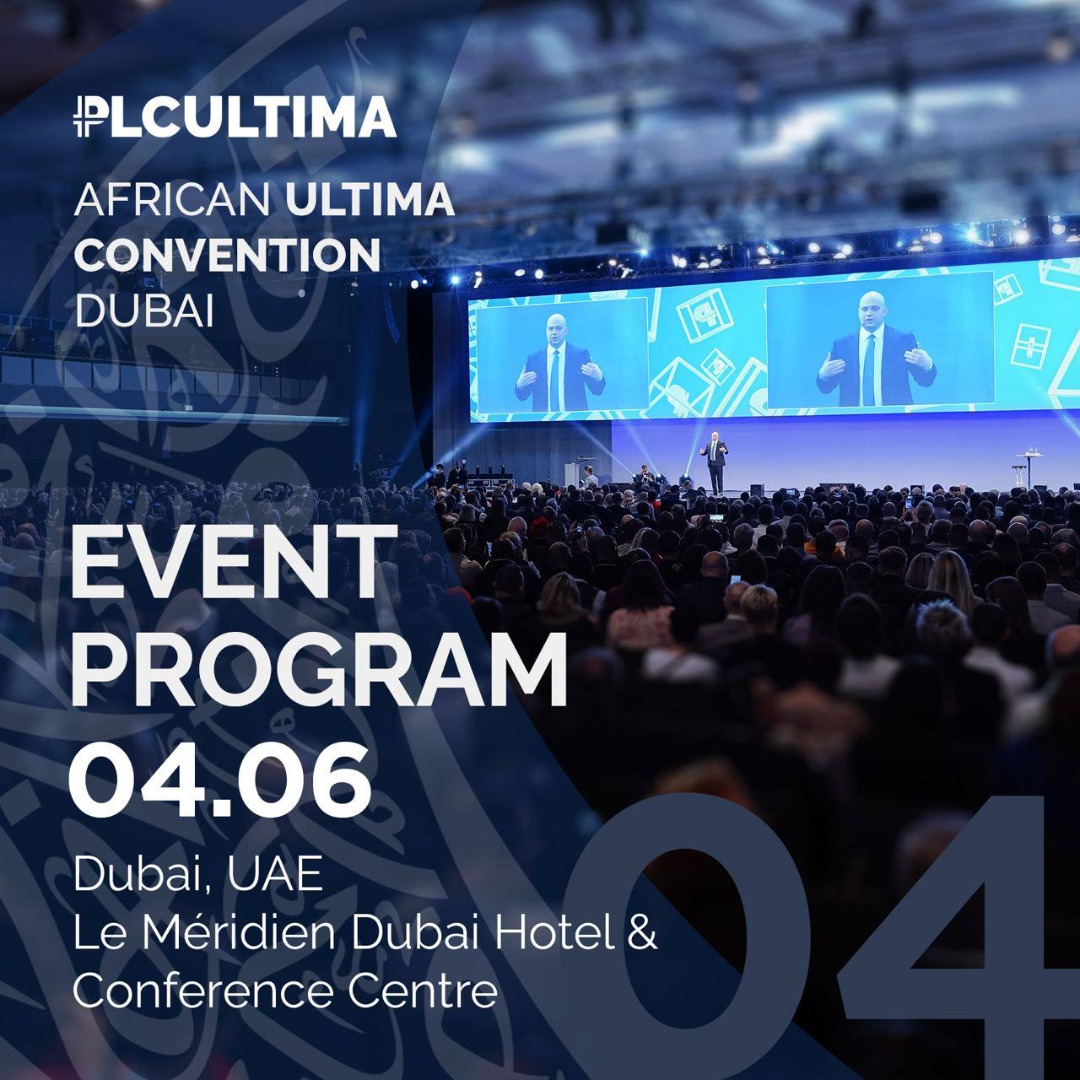 PLCULTIMA
AFRICAN ULTIMA
CONVENTION
DUBAI
EVENT
PROGRAM
04.06
Dubai, UAE
Le Méridien Dubai Hotel &
Conference Centre
04